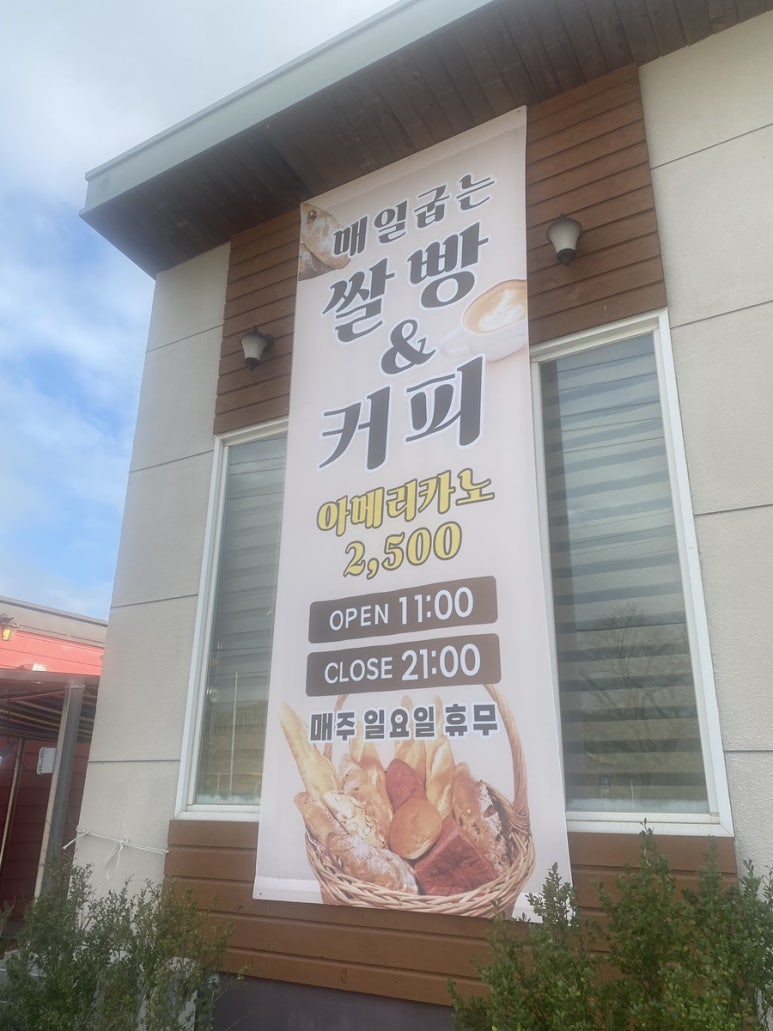 매일굽는
쌀빵
&
커피
아메리카노
2,500
OPEN 11:00
CLOSE 21:00
매주 일요일 휴무